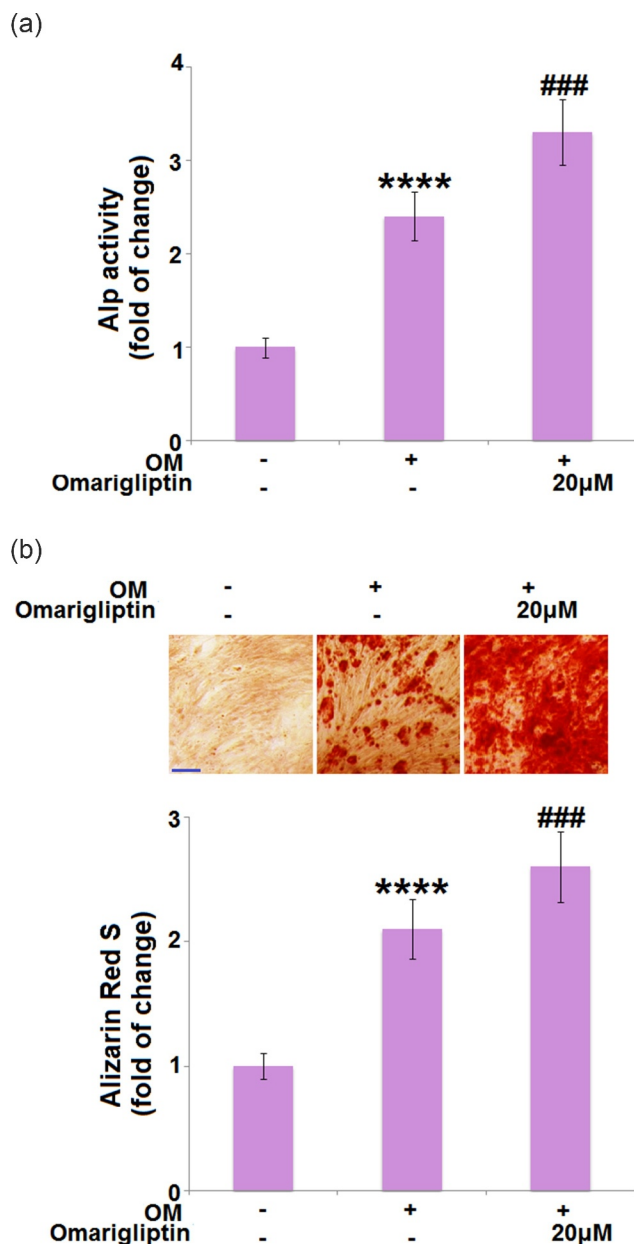 (a)
Alp activity
(fold of change)
4
3
2
1
0
****
###
OM - + +
Omarigliptin - - 20µM
(b)
OM - + +
Omarigliptin - - 20µM
Alizarin Red S
(fold of change)
3
2
1
0
****
###
OM - + +
Omarigliptin - - 20µM